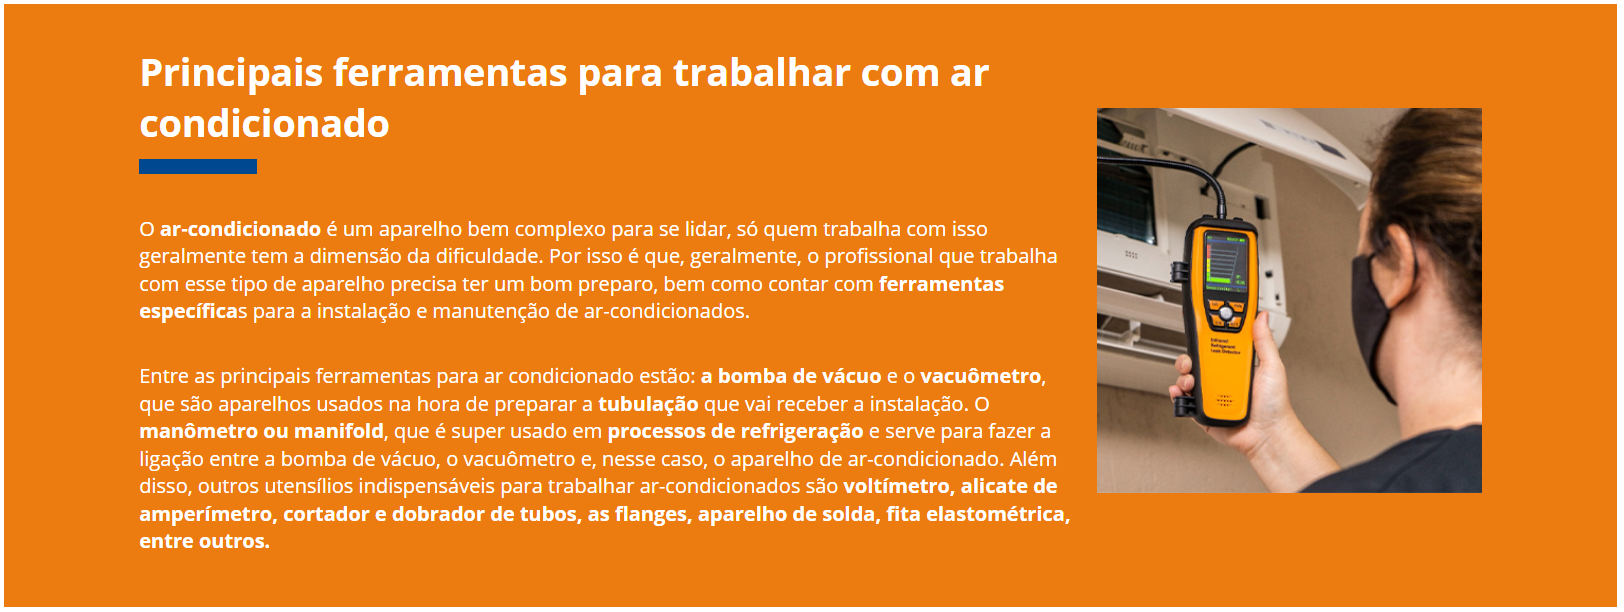 Principais ferramentas para trabalhar com ar
condicionado
O ar-condicionado é um aparelho bem complexo para se lidar, só quem trabalha com isso
geralmente tem a dimensão da dificuldade. Por isso é que, geralmente, o profissional que trabalha
com esse tipo de aparelho precisa ter um bom preparo, bem como contar com ferramentas
específicas para a instalação e manutenção de ar-condicionados.
Entre as principais ferramentas para ar condicionado estão: a bomba de vácuo e o vacuômetro,
que são aparelhos usados na hora de preparar a tubulação que vai receber a instalação. O
manômetro ou manifold, que é super usado em processos de refrigeração e serve para fazer a
ligação entre a bomba de vácuo, o vacuômetro e, nesse caso, o aparelho de ar-condicionado. Além
disso, outros utensílios indispensáveis para trabalhar ar-condicionados são voltímetro, alicate de
amperímetro, cortador e dobrador de tubos, as flanges, aparelho de solda, fita elastométrica,
entre outros.
Infrared
Refrigerant
Leak Detector